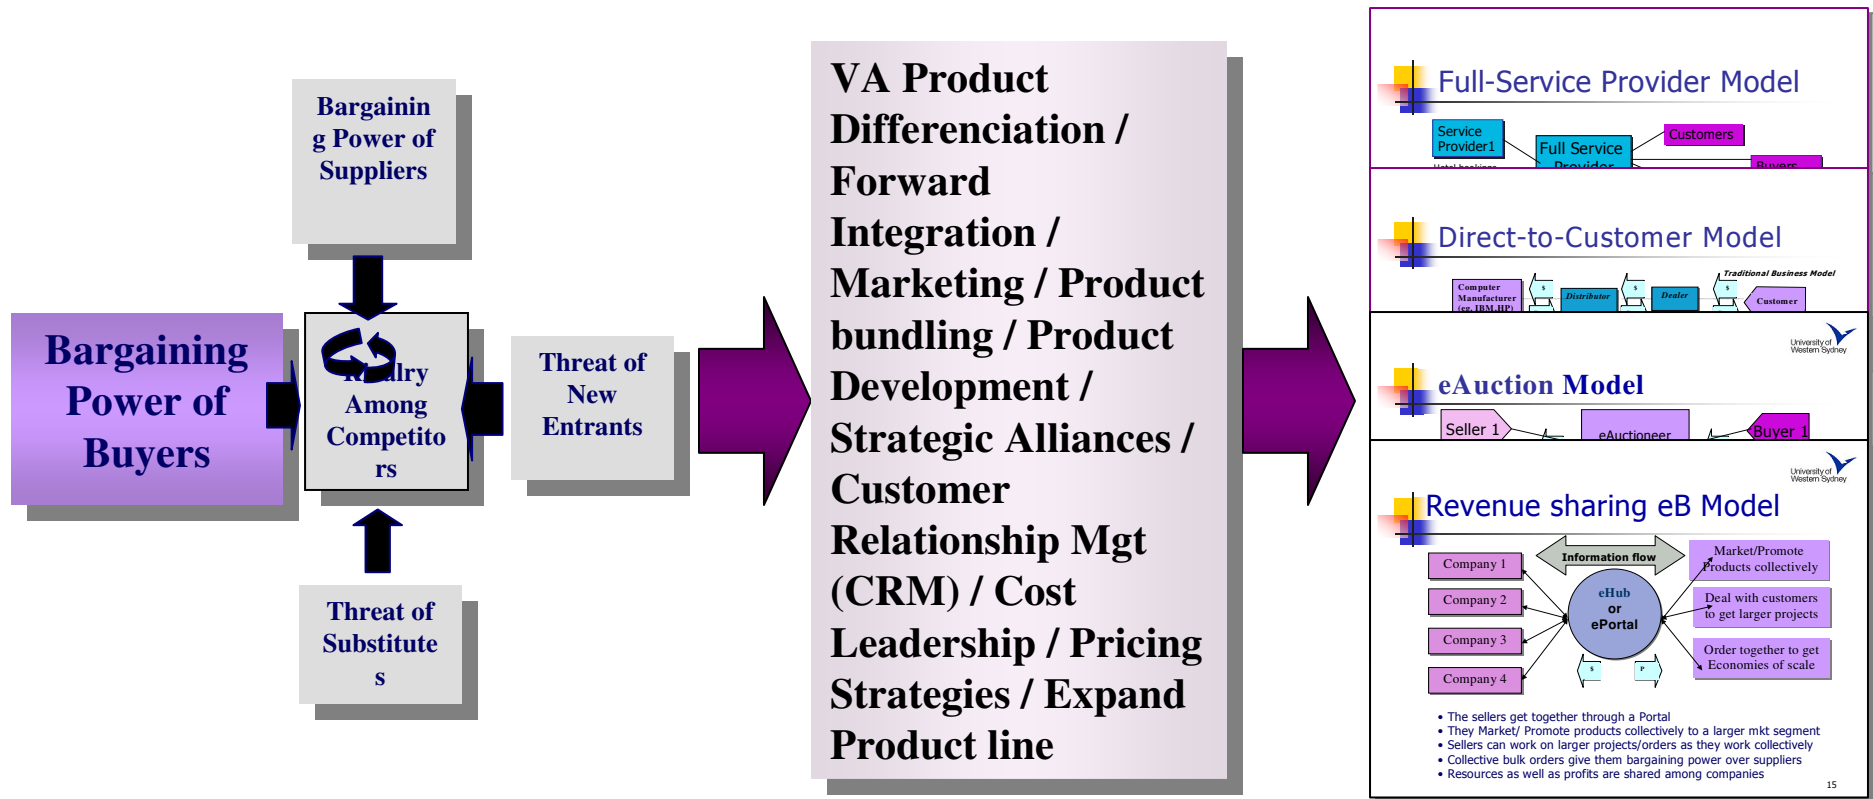 Bargainin
g Power of
Suppliers
Bargaining
Power of
Buyers
Rivalry
Among
Competito
rs
Threat of
New
Entrants
Threat of
Substitute
s
VA Product
Differenciation /
Forward
Integration /
Marketing / Product
bundling / Product
Development /
Strategic Alliances /
Customer
Relationship Mgt
(CRM) / Cost
Leadership / Pricing
Strategies / Expand
Product line
Full-Service Provider Model
Service
Provider1
Hotel bookings
Full Service
Provider
Customers
Buyers
Direct-to-Customer Model
Traditional Business Model
Computer
Manufacturer
(eg, IBM,HP)
$
Distributor
$
Dealer
$
Customer
University of
Western Sydney
eAuction Model
Seller 1
eAuctioneer
Buyer 1
University of
Western Sydney
Revenue sharing eB Model
Information flow
Company 1
Company 2
Company 3
Company 4
eHub
or
ePortal
$
P
Market/Promote
Products collectively
Deal with customers
to get larger projects
Order together to get
Economies of scale
• The sellers get together through a Portal
• They Market/ Promote products collectively to a larger mkt segment
• Sellers can work on larger projects/orders as they work collectively
• Collective bulk orders give them bargaining power over suppliers
• Resources as well as profits are shared among companies
15